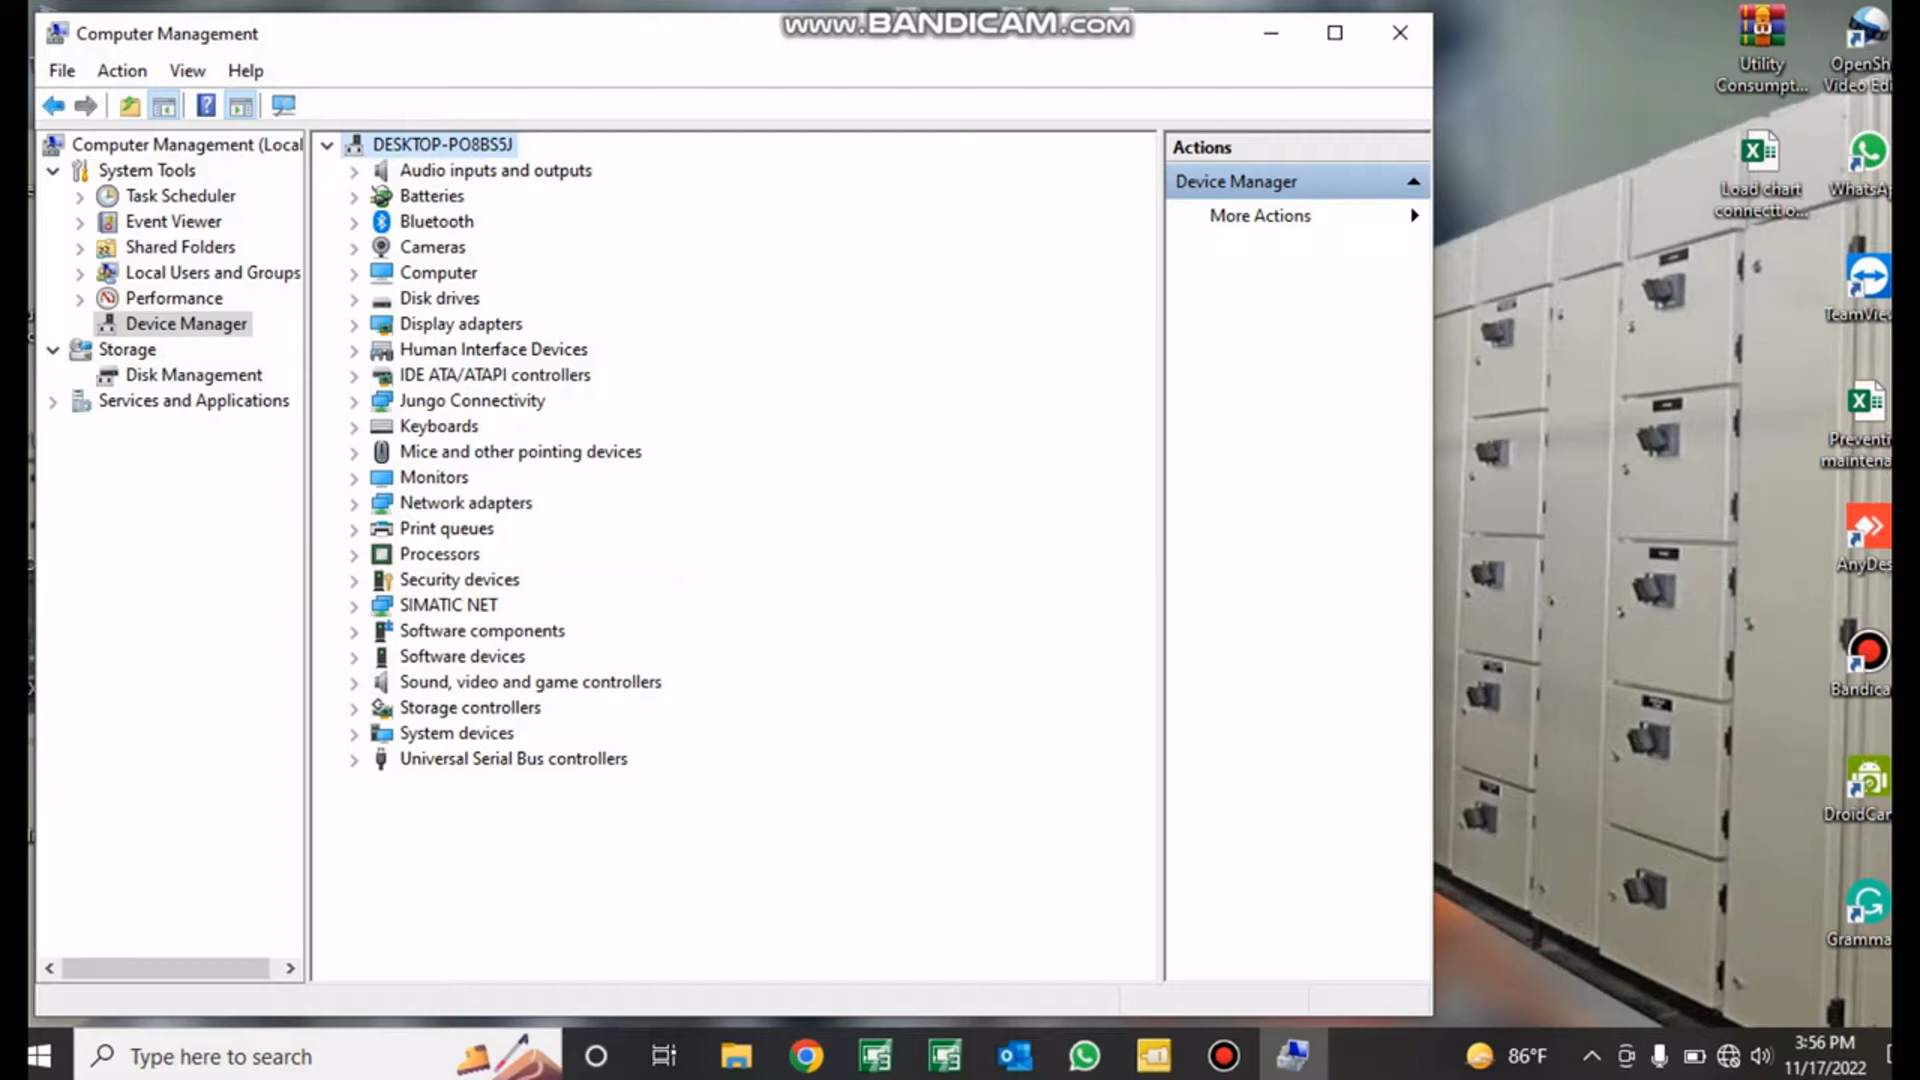 www.BANDICAM.com
Computer Management
File Action View Help
Computer Management (Local
System Tools
Task Scheduler
Event Viewer
Shared Folders
Local Users and Groups
Performance
Device Manager
Storage
Disk Management
Services and Applications
DESKTOP-PO8BS5J
Audio inputs and outputs
Batteries
Bluetooth
Cameras
Computer
Disk drives
Display adapters
Human Interface Devices
IDE ATA/ATAPI controllers
Jungo Connectivity
Keyboards
Mice and other pointing devices
Monitors
Network adapters
Print queues
Processors
Security devices
SIMATIC NET
Software components
Software devices
Sound, video and game controllers
Storage controllers
System devices
Universal Serial Bus controllers
Actions
Device Manager
More Actions
Utility
Consumpt...
OpenSh
Video Edi
Load chart
connecti o...
WhatsA
TeamVie
Preventi
maintena
AnyDes
Bandica
DroidCar
Gramma
Type here to search
86°F
3:56 PM
11/17/2022